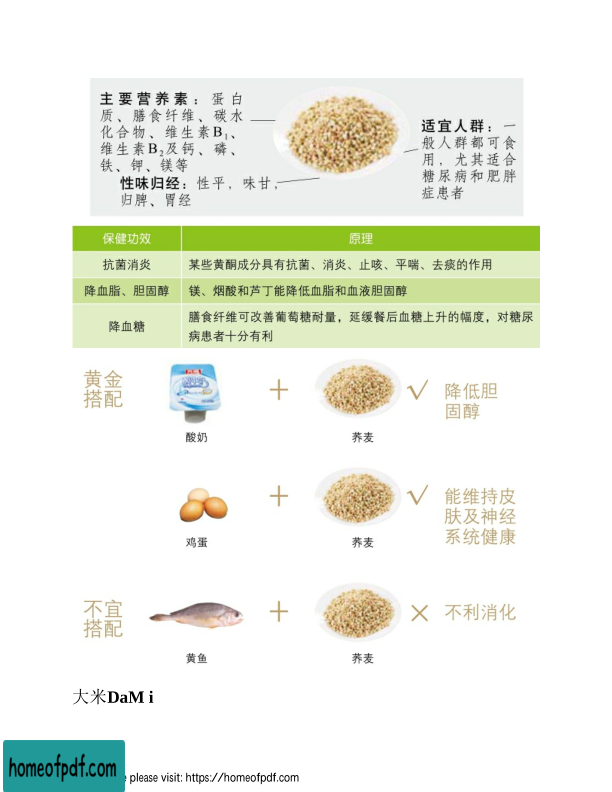 主要营养素：蛋白
质、膳食纤维、碳水
化合物、维生素B₁、
维生素B₂及钙、磷、
铁、钾、镁等
性味归经：性平，味甘，
归脾、胃经
适宜人群：一
般人群都可食
用，尤其适合
糖尿病和肥胖
症患者
保健功效 原理
抗菌消炎 某些黄酮成分具有抗菌、消炎、止咳、平喘、去痰的作用
降血脂、胆固醇 镁、烟酸和芦丁能降低血脂和血液胆固醇
降血糖 膳食纤维可改善葡萄糖耐量，延缓餐后血糖上升的幅度，对糖尿
病患者十分有利
黄金
搭配
+ √
降低胆
固醇
酸奶 荞麦
+ √
能维持皮
肤及神经
系统健康
鸡蛋 荞麦
不宜
搭配
+ ×
不利消化
黄鱼 荞麦
大米DaM i
homeofpdf.com
e please visit: https://homeofpdf.com